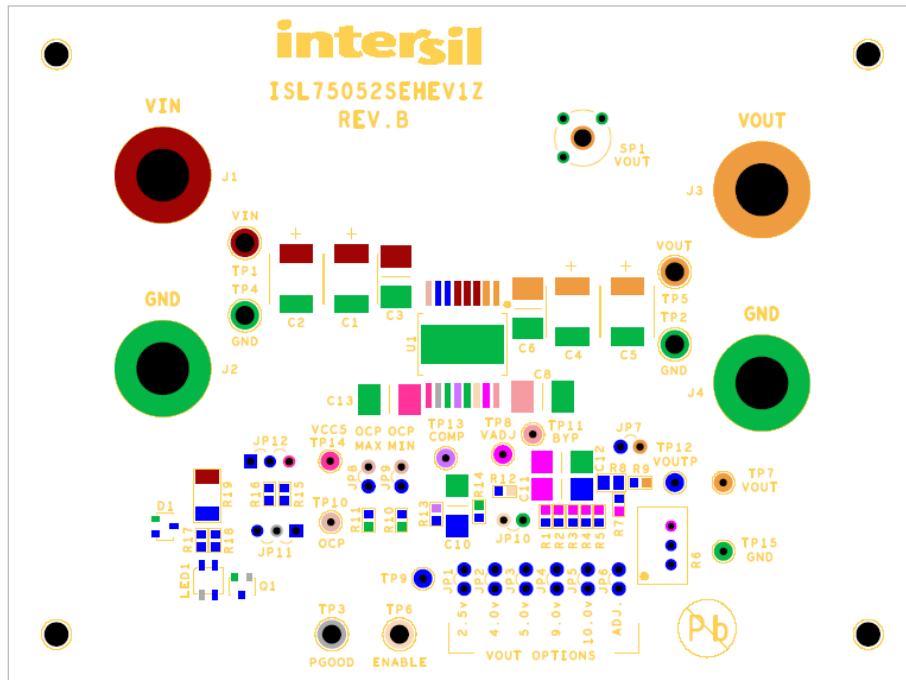 intersil
ISL75052SEHEV1Z
REV.B
VIN
VOUT
SP1
VOUT
J1
J3
VIN
TP1
TP4
GND
VOUT
TP5
TP2
GND
+
+
+
+
C2
C1
C3
U1
C6
C4
C5
GND
J2
GND
J4
C13
C8
OCP
MAX
OCP
MIN
VCC5
TP14
TP13
COMP
TP8
VADJ
TP11
BYP
JP7
JP12
JP8
JP9
R12
C11
C12
R8
R9
TP12
VOUTP
TP7
VOUT
D1
R19
R16
R15
TP10
OCP
R11
R10
R13
R14
C10
JP10
R1
R2
R3
R4
R5
R7
R17
R18
JP11
R6
TP15
GND
LED1
Q1
TP9
JP1
JP2
JP3
JP4
JP5
JP6
2.5v
4.0v
5.0v
9.0v
10.0v
ADJ.
VOUT OPTIONS
TP3
PGOOD
TP6
ENABLE
Pb